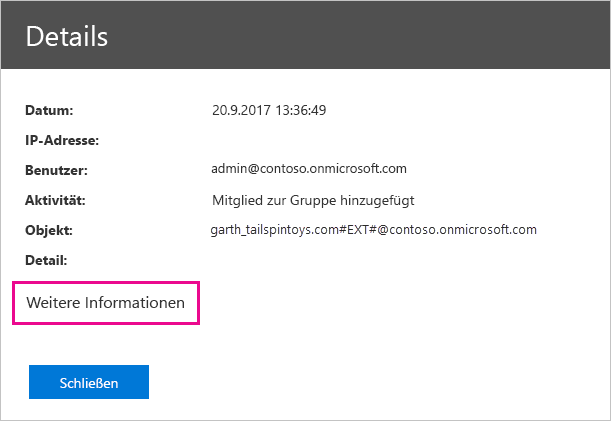 Details
Datum: 20.9.2017 13:36:49
IP-Adresse:
Benutzer: admin@contoso.onmicrosoft.com
Aktivität: Mitglied zur Gruppe hinzugefügt
Objekt: garth_tailspintoys.com#EXT#@contoso.onmicrosoft.com
Detail:
Weitere Informationen
Schließen